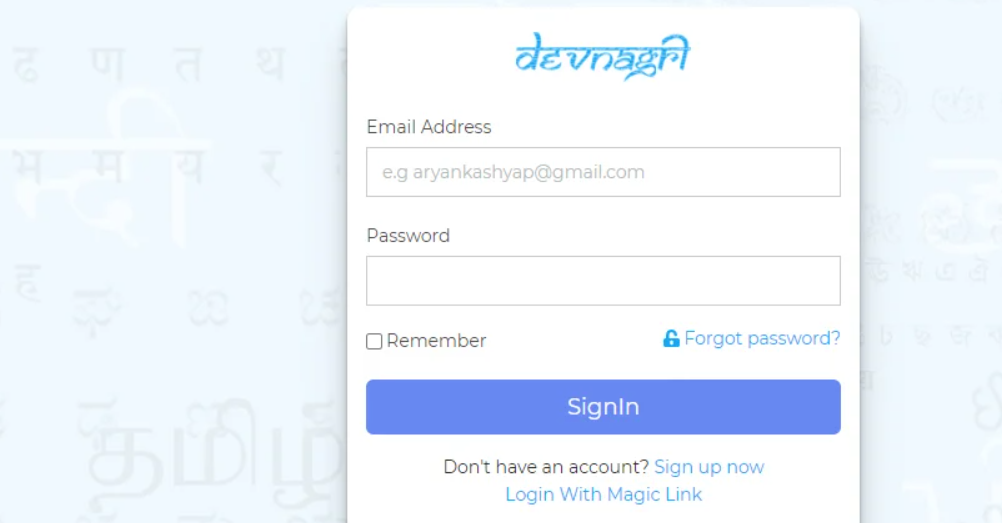 ढ ण त थ
devnagri
Email Address
e.g aryankashyap@gmail.com
भ म य र
न्दी
Password
ह
Remember
Forgot password?
SignIn
தமிழ்
Don't have an account? Sign up now
Login With Magic Link